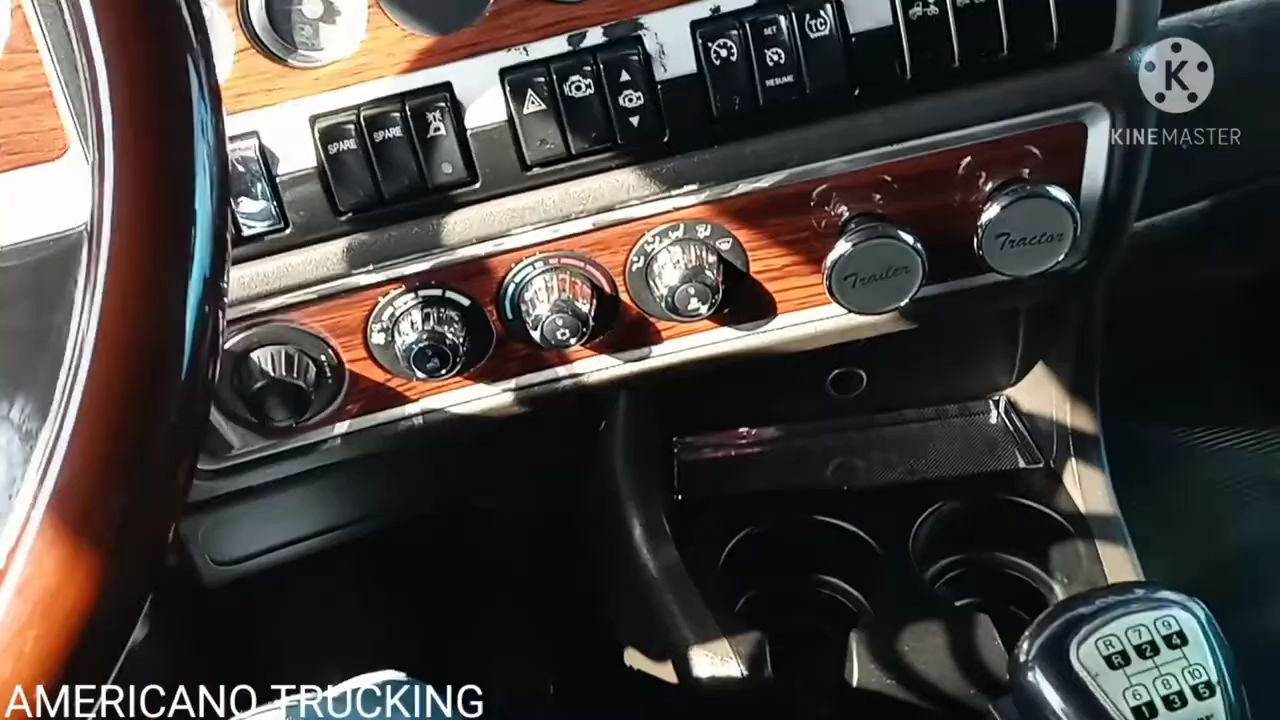 SPARE
SPARE
SET
RESUME
TC
K
KINEMASTER
Trailer
Tractor
R 7 9
R 2 4
6 8 10
1 3 5
AMERICANO TRUCKING